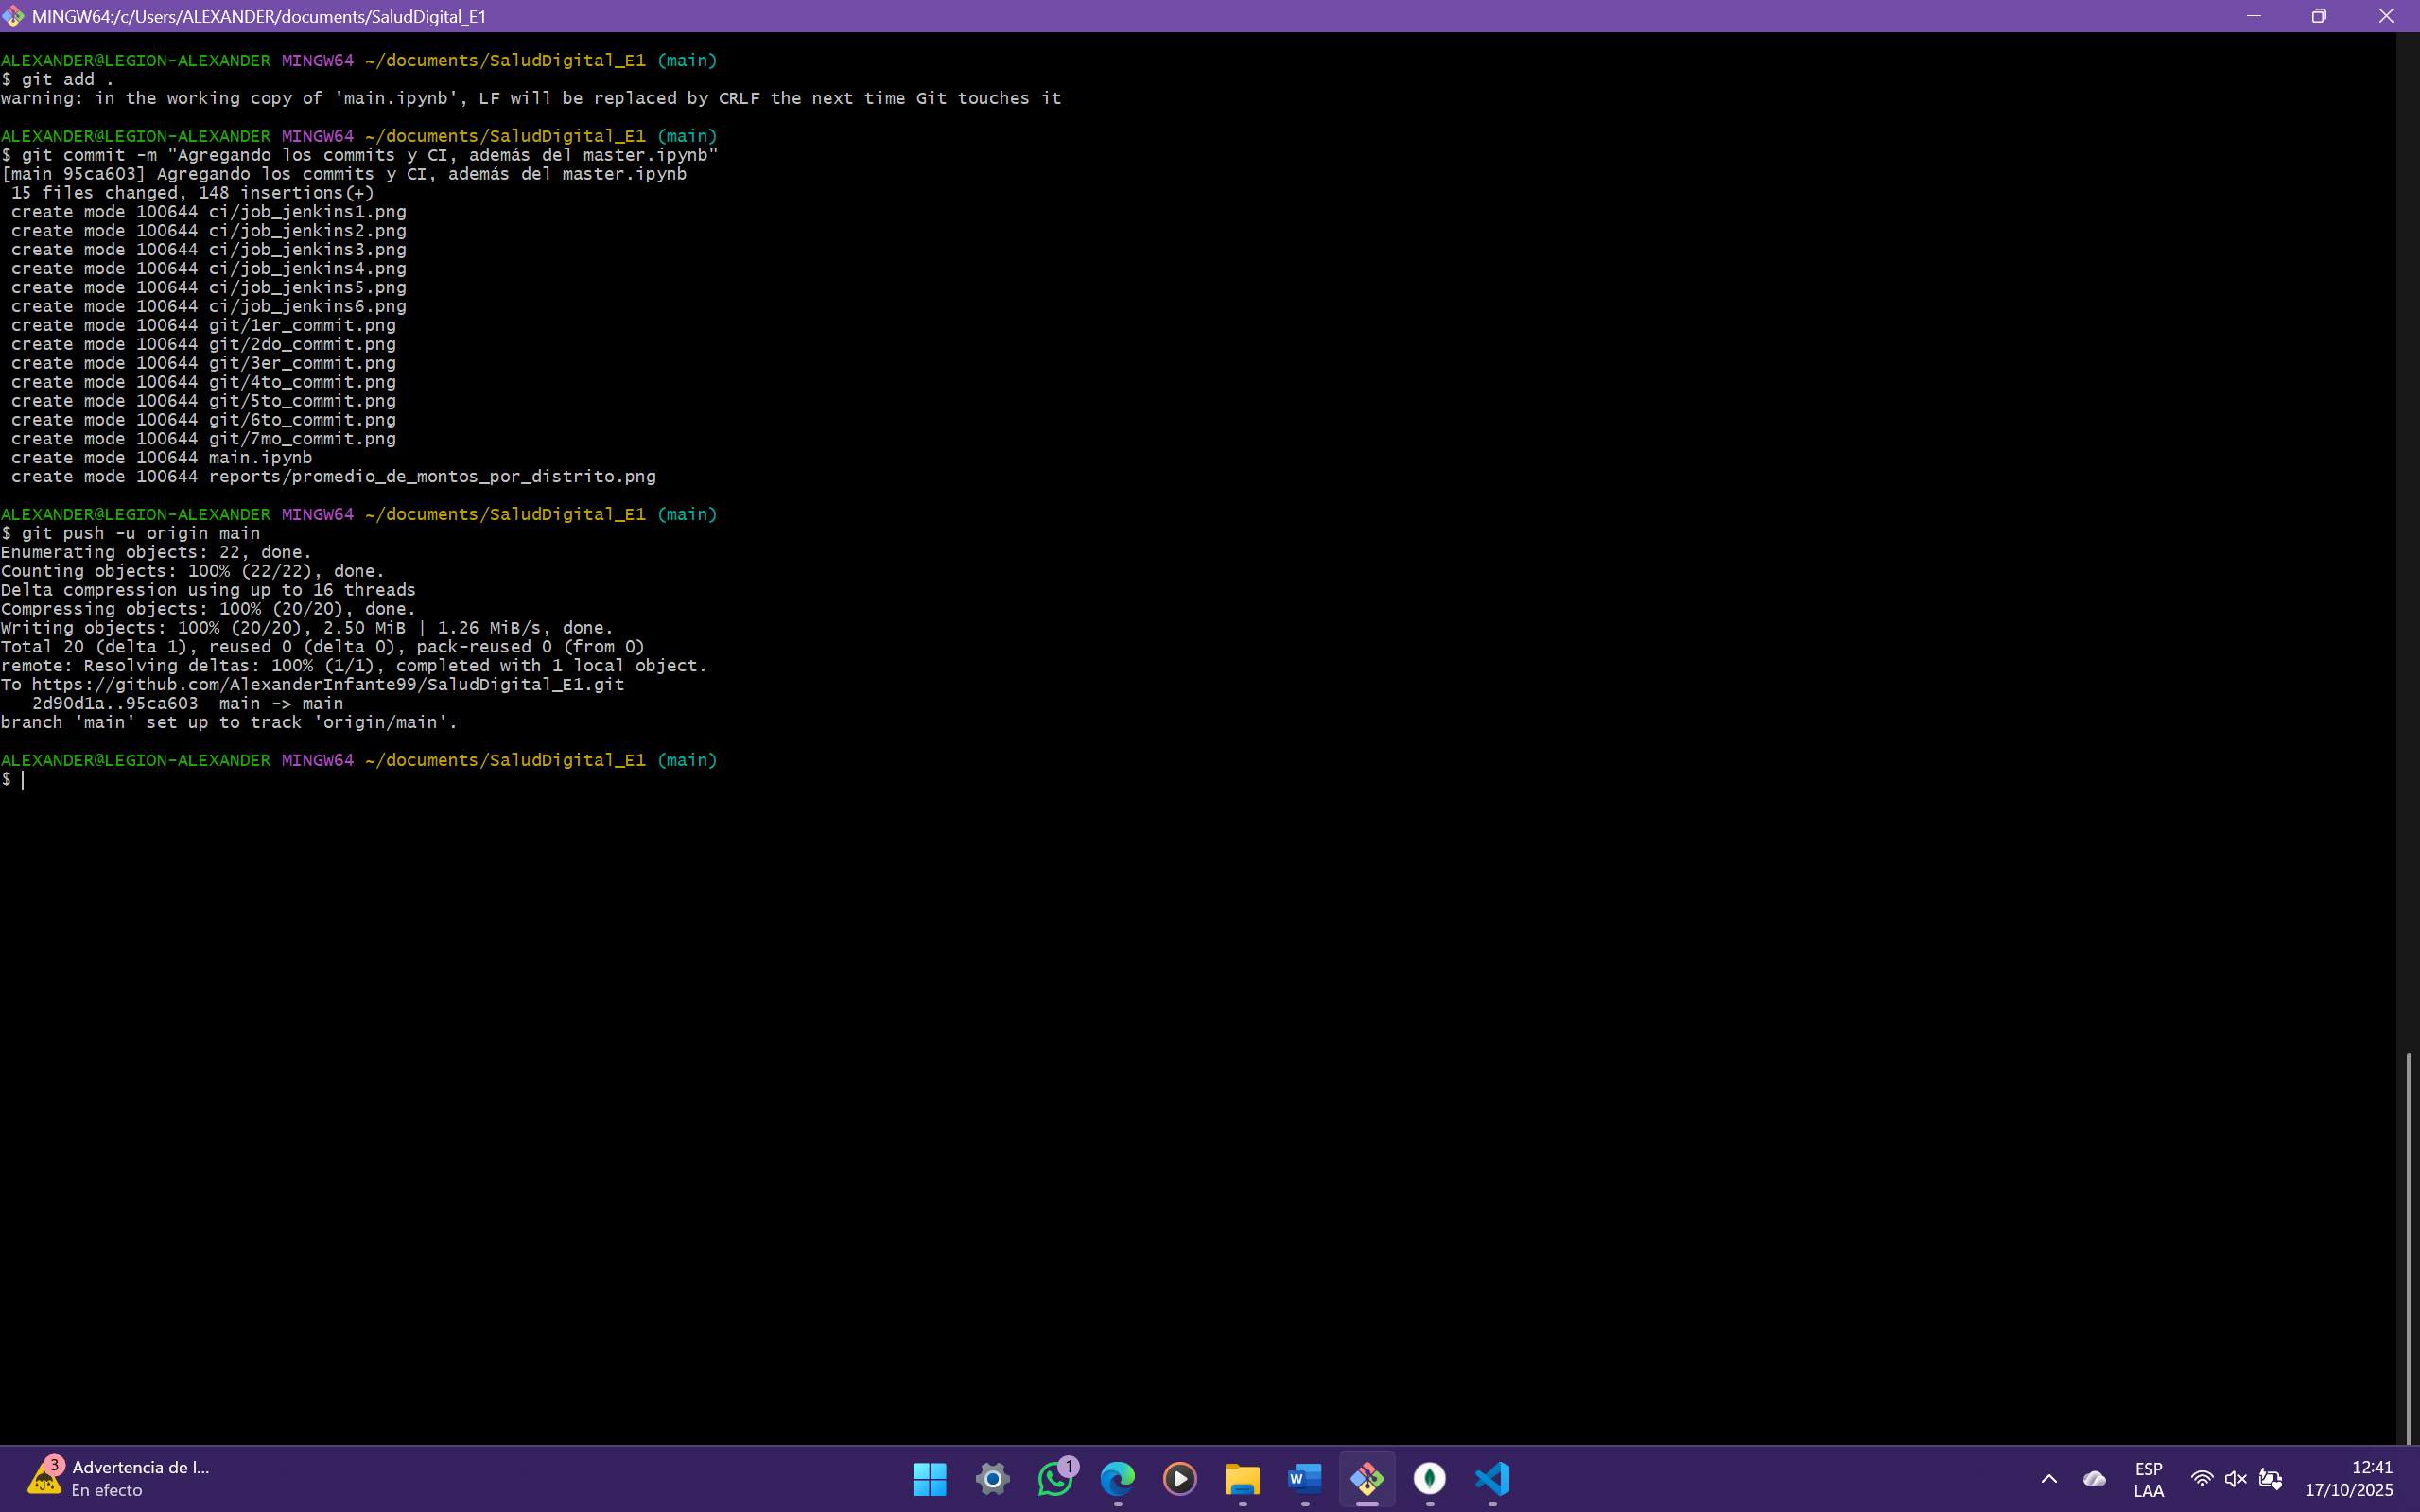 MINGW64:/c/Users/ALEXANDER/documents/SaludDigital_E1
ALEXANDER@LEGION-ALEXANDER MINGW64 ~/documents/SaludDigital_E1 (main)
$ git add .
warning: in the working copy of 'main.ipynb', LF will be replaced by CRLF the next time Git touches it
ALEXANDER@LEGION-ALEXANDER MINGW64 ~/documents/SaludDigital_E1 (main)
$ git commit -m "Agregando los commits y CI, además del master.ipynb"
[main 95ca603] Agregando los commits y CI, además del master.ipynb
 15 files changed, 148 insertions(+)
 create mode 100644 ci/job_jenkins1.png
 create mode 100644 ci/job_jenkins2.png
 create mode 100644 ci/job_jenkins3.png
 create mode 100644 ci/job_jenkins4.png
 create mode 100644 ci/job_jenkins5.png
 create mode 100644 ci/job_jenkins6.png
 create mode 100644 git/1er_commit.png
 create mode 100644 git/2do_commit.png
 create mode 100644 git/3er_commit.png
 create mode 100644 git/4to_commit.png
 create mode 100644 git/5to_commit.png
 create mode 100644 git/6to_commit.png
 create mode 100644 git/7mo_commit.png
 create mode 100644 main.ipynb
 create mode 100644 reports/promedio_de_montos_por_distrito.png
ALEXANDER@LEGION-ALEXANDER MINGW64 ~/documents/SaludDigital_E1 (main)
$ git push -u origin main
Enumerating objects: 22, done.
Counting objects: 100% (22/22), done.
Delta compression using up to 16 threads
Compressing objects: 100% (20/20), done.
Writing objects: 100% (20/20), 2.50 MiB | 1.26 MiB/s, done.
Total 20 (delta 1), reused 0 (delta 0), pack-reused 0 (from 0)
remote: Resolving deltas: 100% (1/1), completed with 1 local object.
To https://github.com/AlexanderInfante99/SaludDigital_E1.git
   2d90d1a..95ca603  main -> main
branch 'main' set up to track 'origin/main'.
ALEXANDER@LEGION-ALEXANDER MINGW64 ~/documents/SaludDigital_E1 (main)
$
3
Advertencia de l...
En efecto
1
W
ESP
LAA
12:41
17/10/2025